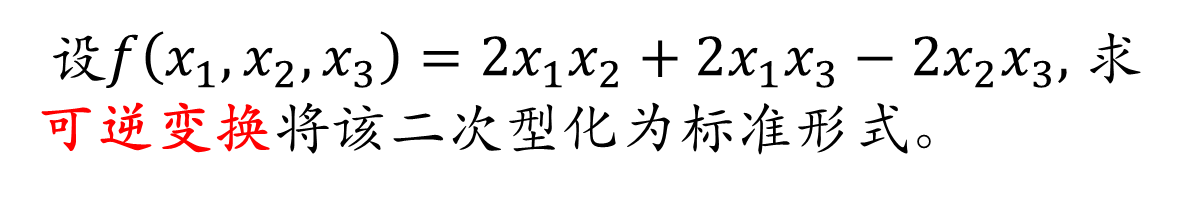 设𝑓(𝑥₁, 𝑥₂, 𝑥₃) = 2𝑥₁𝑥₂ + 2𝑥₁𝑥₃ − 2𝑥₂𝑥₃, 求
可逆变换将该二次型化为标准形式。